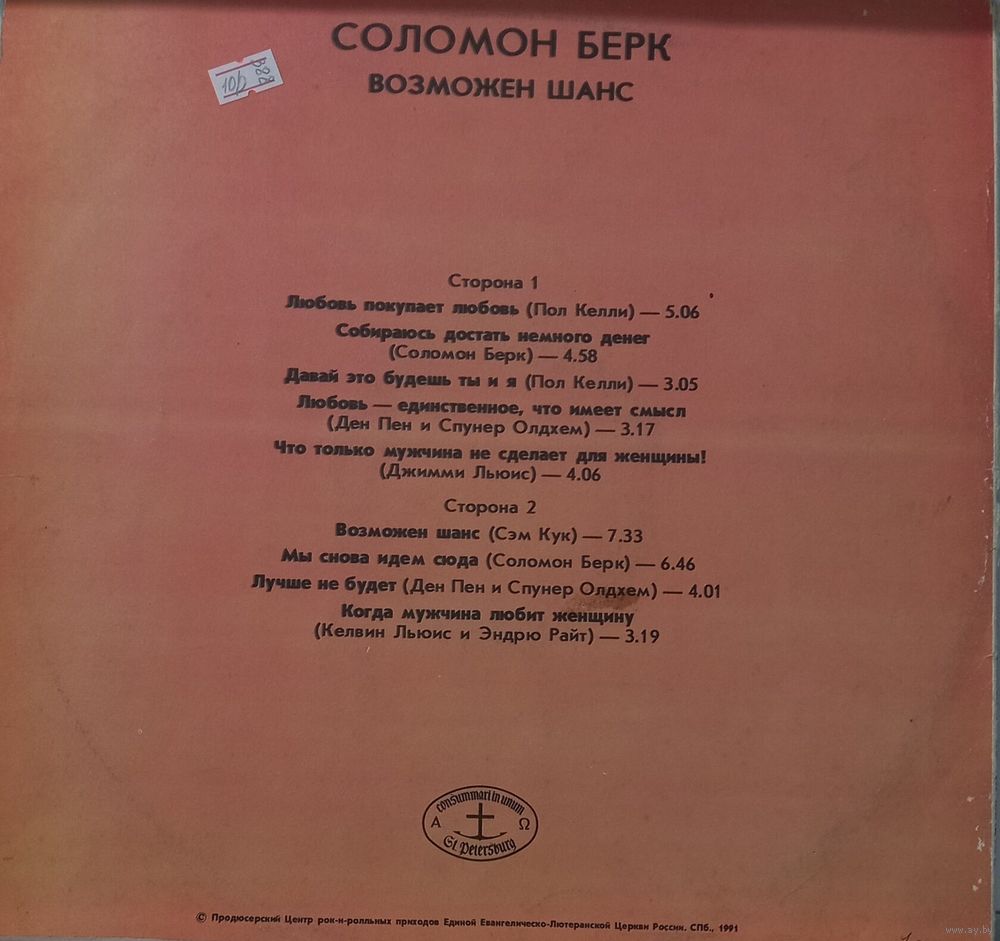 СОЛОМОН БЕРК
ВОЗМОЖЕН ШАНС
10р
B28
Сторона 1
Любовь покупает любовь (Пол Келли) — 5.06
Собираюсь достать немного денег
(Соломон Берк) — 4.58
Давай это будешь ты и я (Пол Келли) — 3.05
Любовь — единственное, что имеет смысл
(Ден Пен и Спунер Олдхем) — 3.17
Что только мужчина не сделает для женщины!
(Джимми Льюис) — 4.06
Сторона 2
Возможен шанс (Сэм Кук) — 7.33
Мы снова идем сюда (Соломон Берк) — 6.46
Лучше не будет (Ден Пен и Спунер Олдхем) — 4.01
Когда мужчина любит женщину
(Келвин Льюис и Эндрю Райт) — 3.19
consummari in unum
Α Ω
St. Petersburg
© Продюсерский Центр рок-н-ролльных приходов Единой Евангелическо-Лютеранской Церкви России. СПб., 1991
www.ay.by